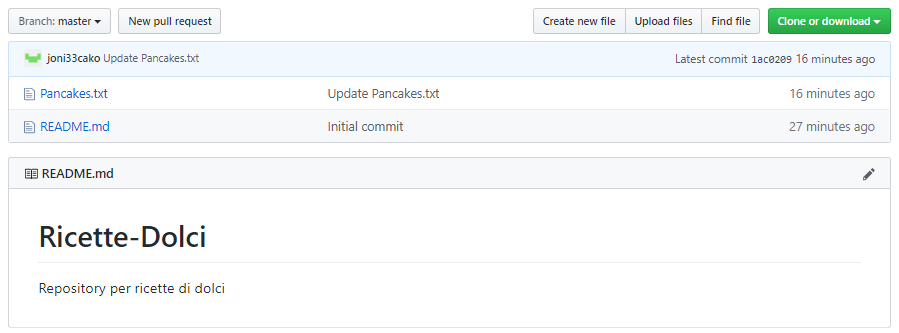 Branch: master New pull request Create new file Upload files Find file Clone or download
joni33cako Update Pancakes.txt Latest commit 1ac0209 16 minutes ago
Pancakes.txt Update Pancakes.txt 16 minutes ago
README.md Initial commit 27 minutes ago
README.md
Ricette-Dolci
Repository per ricette di dolci